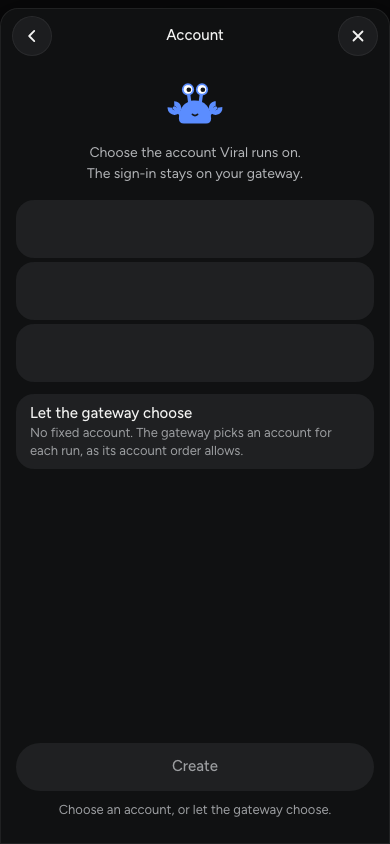 Account
Choose the account Viral runs on.
The sign-in stays on your gateway.
Let the gateway choose
No fixed account. The gateway picks an account for
each run, as its account order allows.
Create
Choose an account, or let the gateway choose.